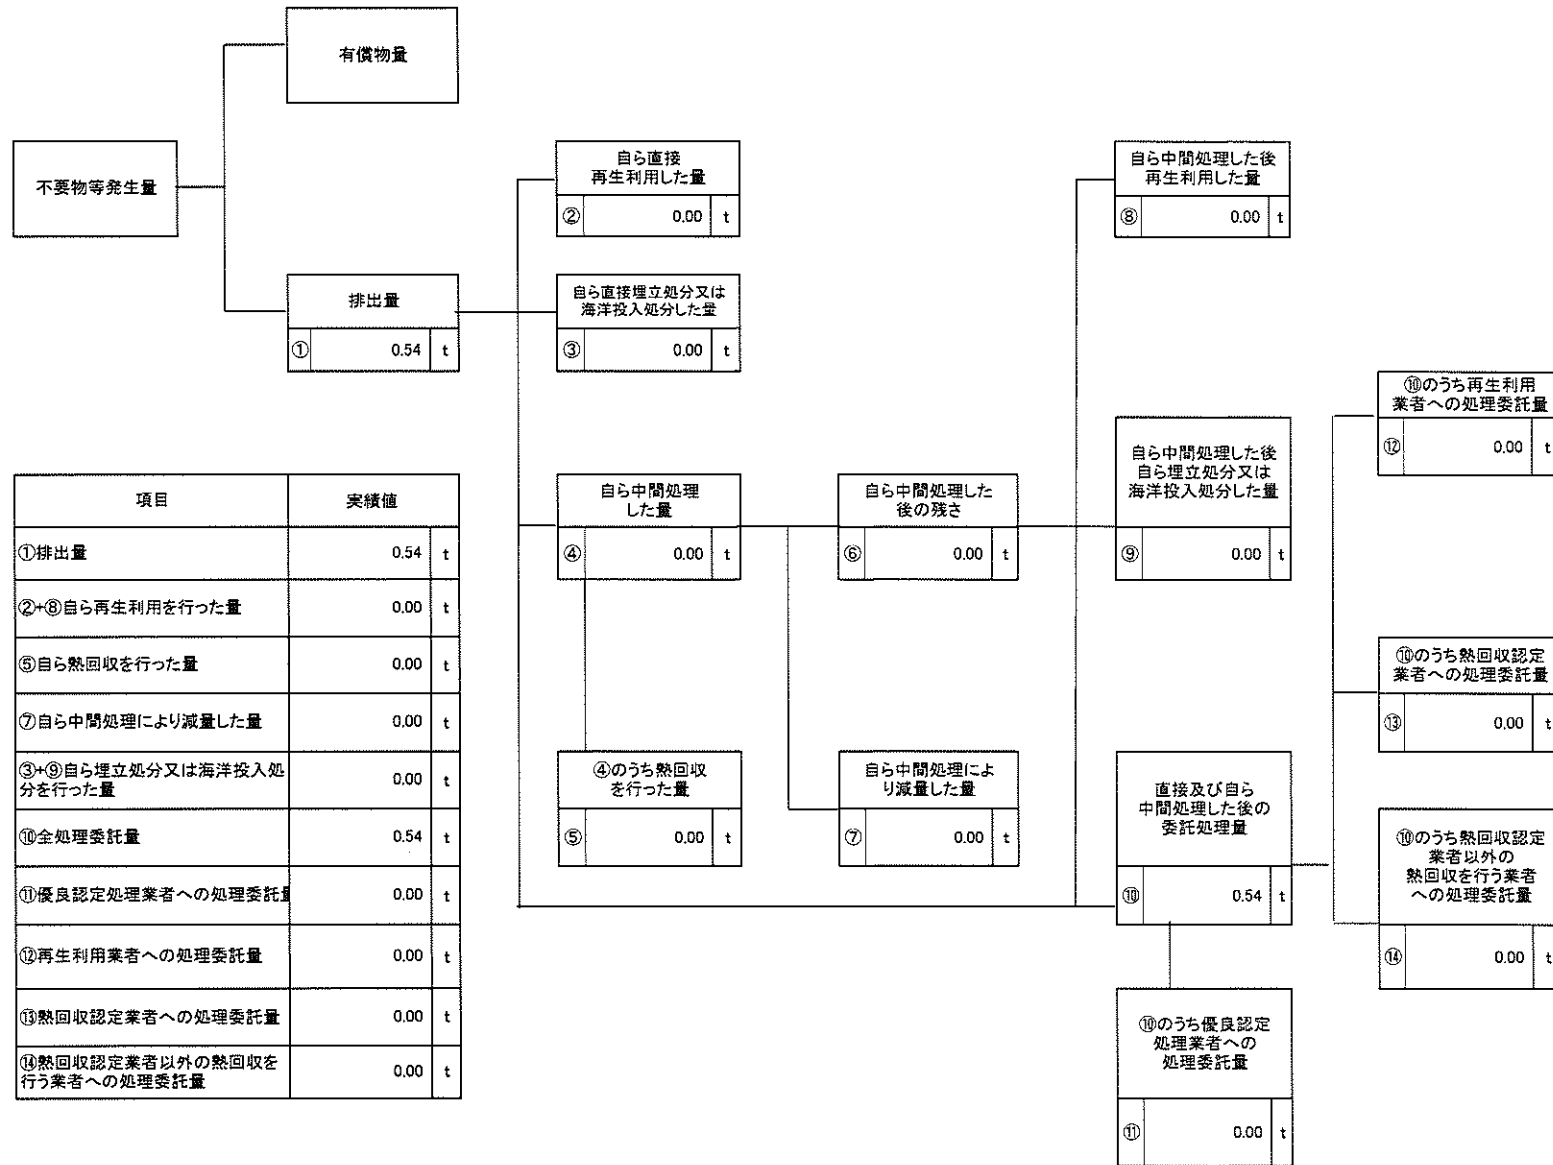 有償物量
不要物等発生量
排出量
① 0.54 t
自ら直接
再生利用した量
② 0.00 t
自ら直接埋立処分又は
海洋投入処分した量
③ 0.00 t
自ら中間処理
した量
④ 0.00 t
④のうち熱回収
を行った量
⑤ 0.00 t
自ら中間処理した
後の残さ
⑥ 0.00 t
自ら中間処理によ
り減量した量
⑦ 0.00 t
自ら中間処理した後
再生利用した量
⑧ 0.00 t
自ら中間処理した後
自ら埋立処分又は
海洋投入処分した量
⑨ 0.00 t
直接及び自ら
中間処理した後の
委託処理量
⑩ 0.54 t
⑩のうち優良認定
処理業者への
処理委託量
⑪ 0.00 t
⑩のうち再生利用
業者への処理委託量
⑫ 0.00 t
⑩のうち熱回収認定
業者への処理委託量
⑬ 0.00 t
⑩のうち熱回収認定
業者以外の
熱回収を行う業者
への処理委託量
⑭ 0.00 t
項目 実績値
①排出量 0.54 t
②+⑧自ら再生利用を行った量 0.00 t
⑤自ら熱回収を行った量 0.00 t
⑦自ら中間処理により減量した量 0.00 t
③+⑨自ら埋立処分又は海洋投入処
分を行った量 0.00 t
⑩全処理委託量 0.54 t
⑪優良認定処理業者への処理委託量 0.00 t
⑫再生利用業者への処理委託量 0.00 t
⑬熱回収認定業者への処理委託量 0.00 t
⑭熱回収認定業者以外の熱回収を
行う業者への処理委託量 0.00 t